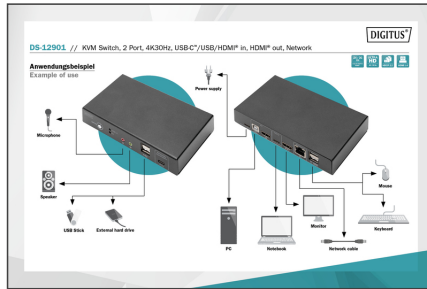 DIGITUS®
DS-12901 // KVM Switch, 2 Port, 4K30Hz, USB-C™/USB/HDMI® in, HDMI® out, Network
Anwendungsbeispiel
Example of use
Power supply
Microphone
Speaker
USB Stick
External hard drive
PC
Notebook
Monitor
Network cable
Mouse
Keyboard